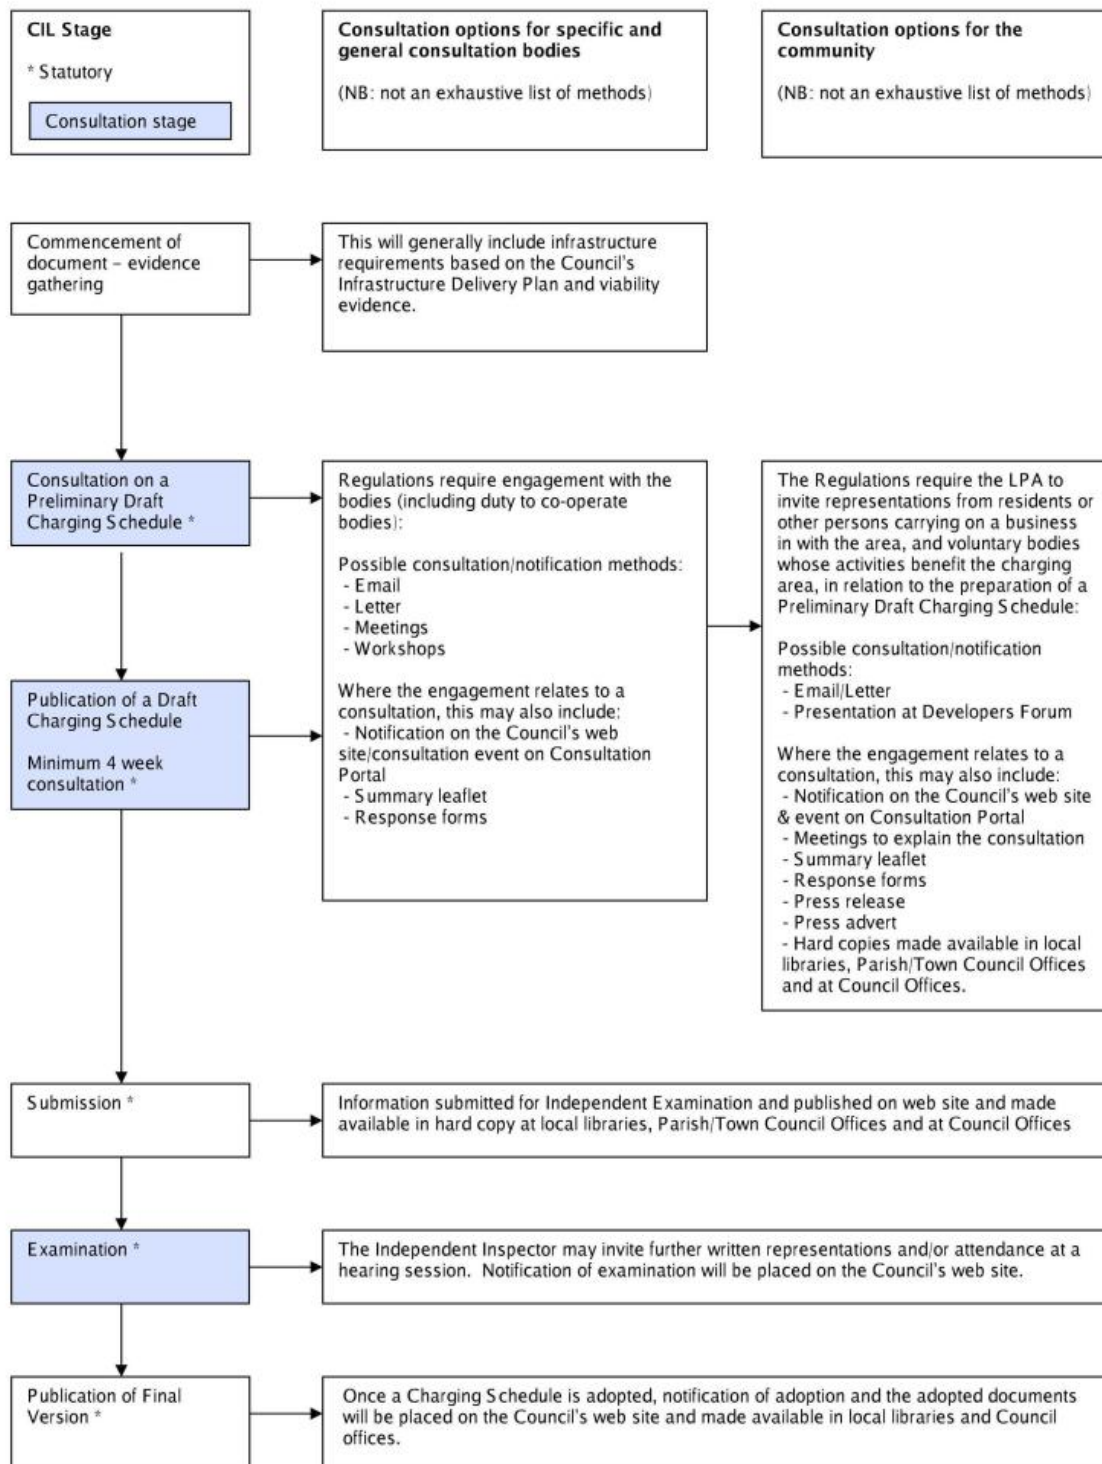 CIL Stage
* Statutory
Consultation stage
Consultation options for specific and
general consultation bodies
(NB: not an exhaustive list of methods)
Consultation options for the
community
(NB: not an exhaustive list of methods)
Commencement of
document – evidence
gathering
This will generally include infrastructure
requirements based on the Council's
Infrastructure Delivery Plan and viability
evidence.
Consultation on a
Preliminary Draft
Charging Schedule *
Publication of a Draft
Charging Schedule
Minimum 4 week
consultation *
Regulations require engagement with the
bodies (including duty to co-operate
bodies):
Possible consultation/notification methods:
- Email
- Letter
- Meetings
- Workshops
Where the engagement relates to a
consultation, this may also include:
- Notification on the Council's web
site/consultation event on Consultation
Portal
- Summary leaflet
- Response forms
The Regulations require the LPA to
invite representations from residents or
other persons carrying on a business
in with the area, and voluntary bodies
whose activities benefit the charging
area, in relation to the preparation of a
Preliminary Draft Charging Schedule:
Possible consultation/notification
methods:
- Email/Letter
- Presentation at Developers Forum
Where the engagement relates to a
consultation, this may also include:
- Notification on the Council's web site
& event on Consultation Portal
- Meetings to explain the consultation
- Summary leaflet
- Response forms
- Press release
- Press advert
- Hard copies made available in local
libraries, Parish/Town Council Offices
and at Council Offices.
Submission *
Information submitted for Independent Examination and published on web site and made
available in hard copy at local libraries, Parish/Town Council Offices and at Council Offices
Examination *
The Independent Inspector may invite further written representations and/or attendance at a
hearing session. Notification of examination will be placed on the Council's web site.
Publication of Final
Version *
Once a Charging Schedule is adopted, notification of adoption and the adopted documents
will be placed on the Council's web site and made available in local libraries and Council
offices.